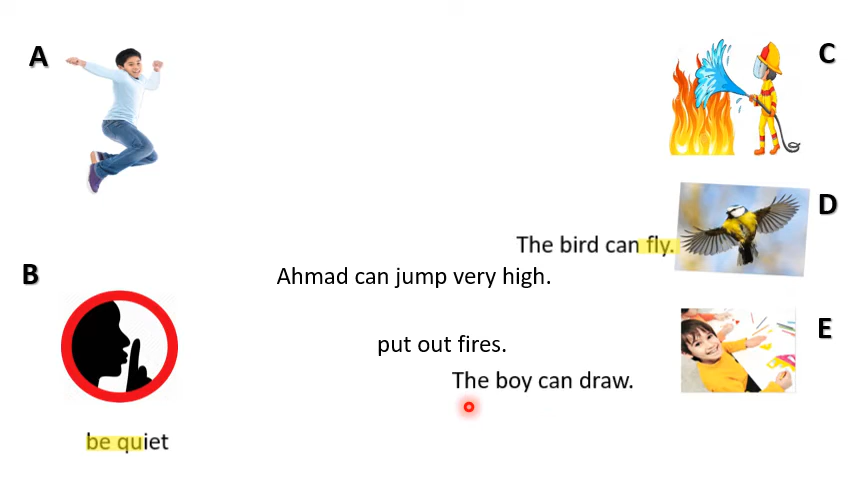 A
C
D
The bird can fly.
B
Ahmad can jump very high.
E
put out fires.
The boy can draw.
be quiet